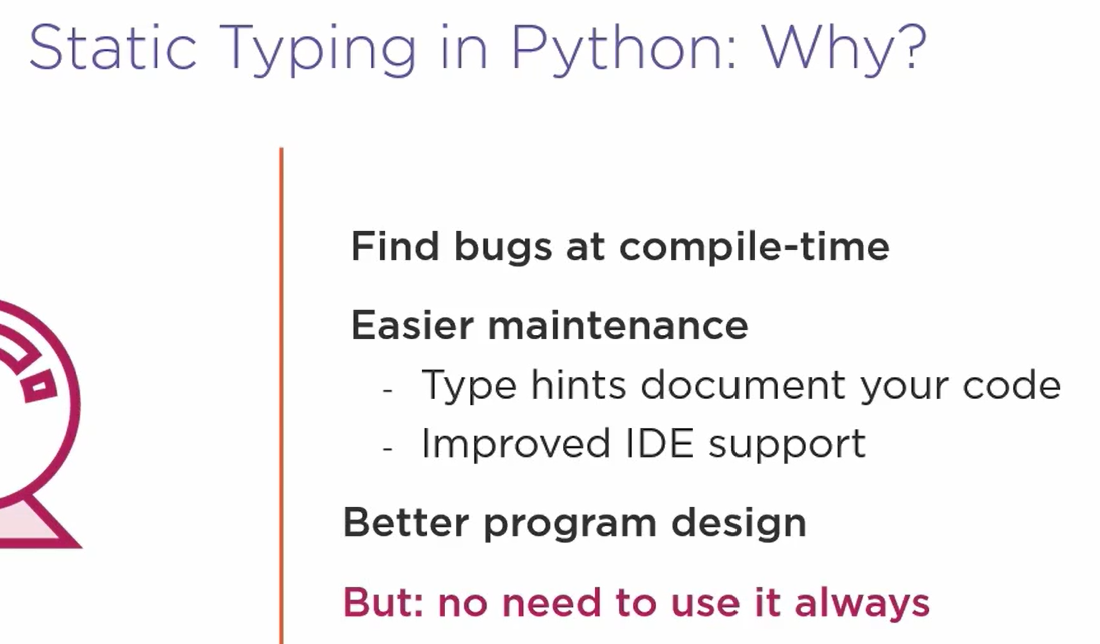 Static Typing in Python: Why?
Find bugs at compile-time
Easier maintenance
- Type hints document your code
- Improved IDE support
Better program design
But: no need to use it always